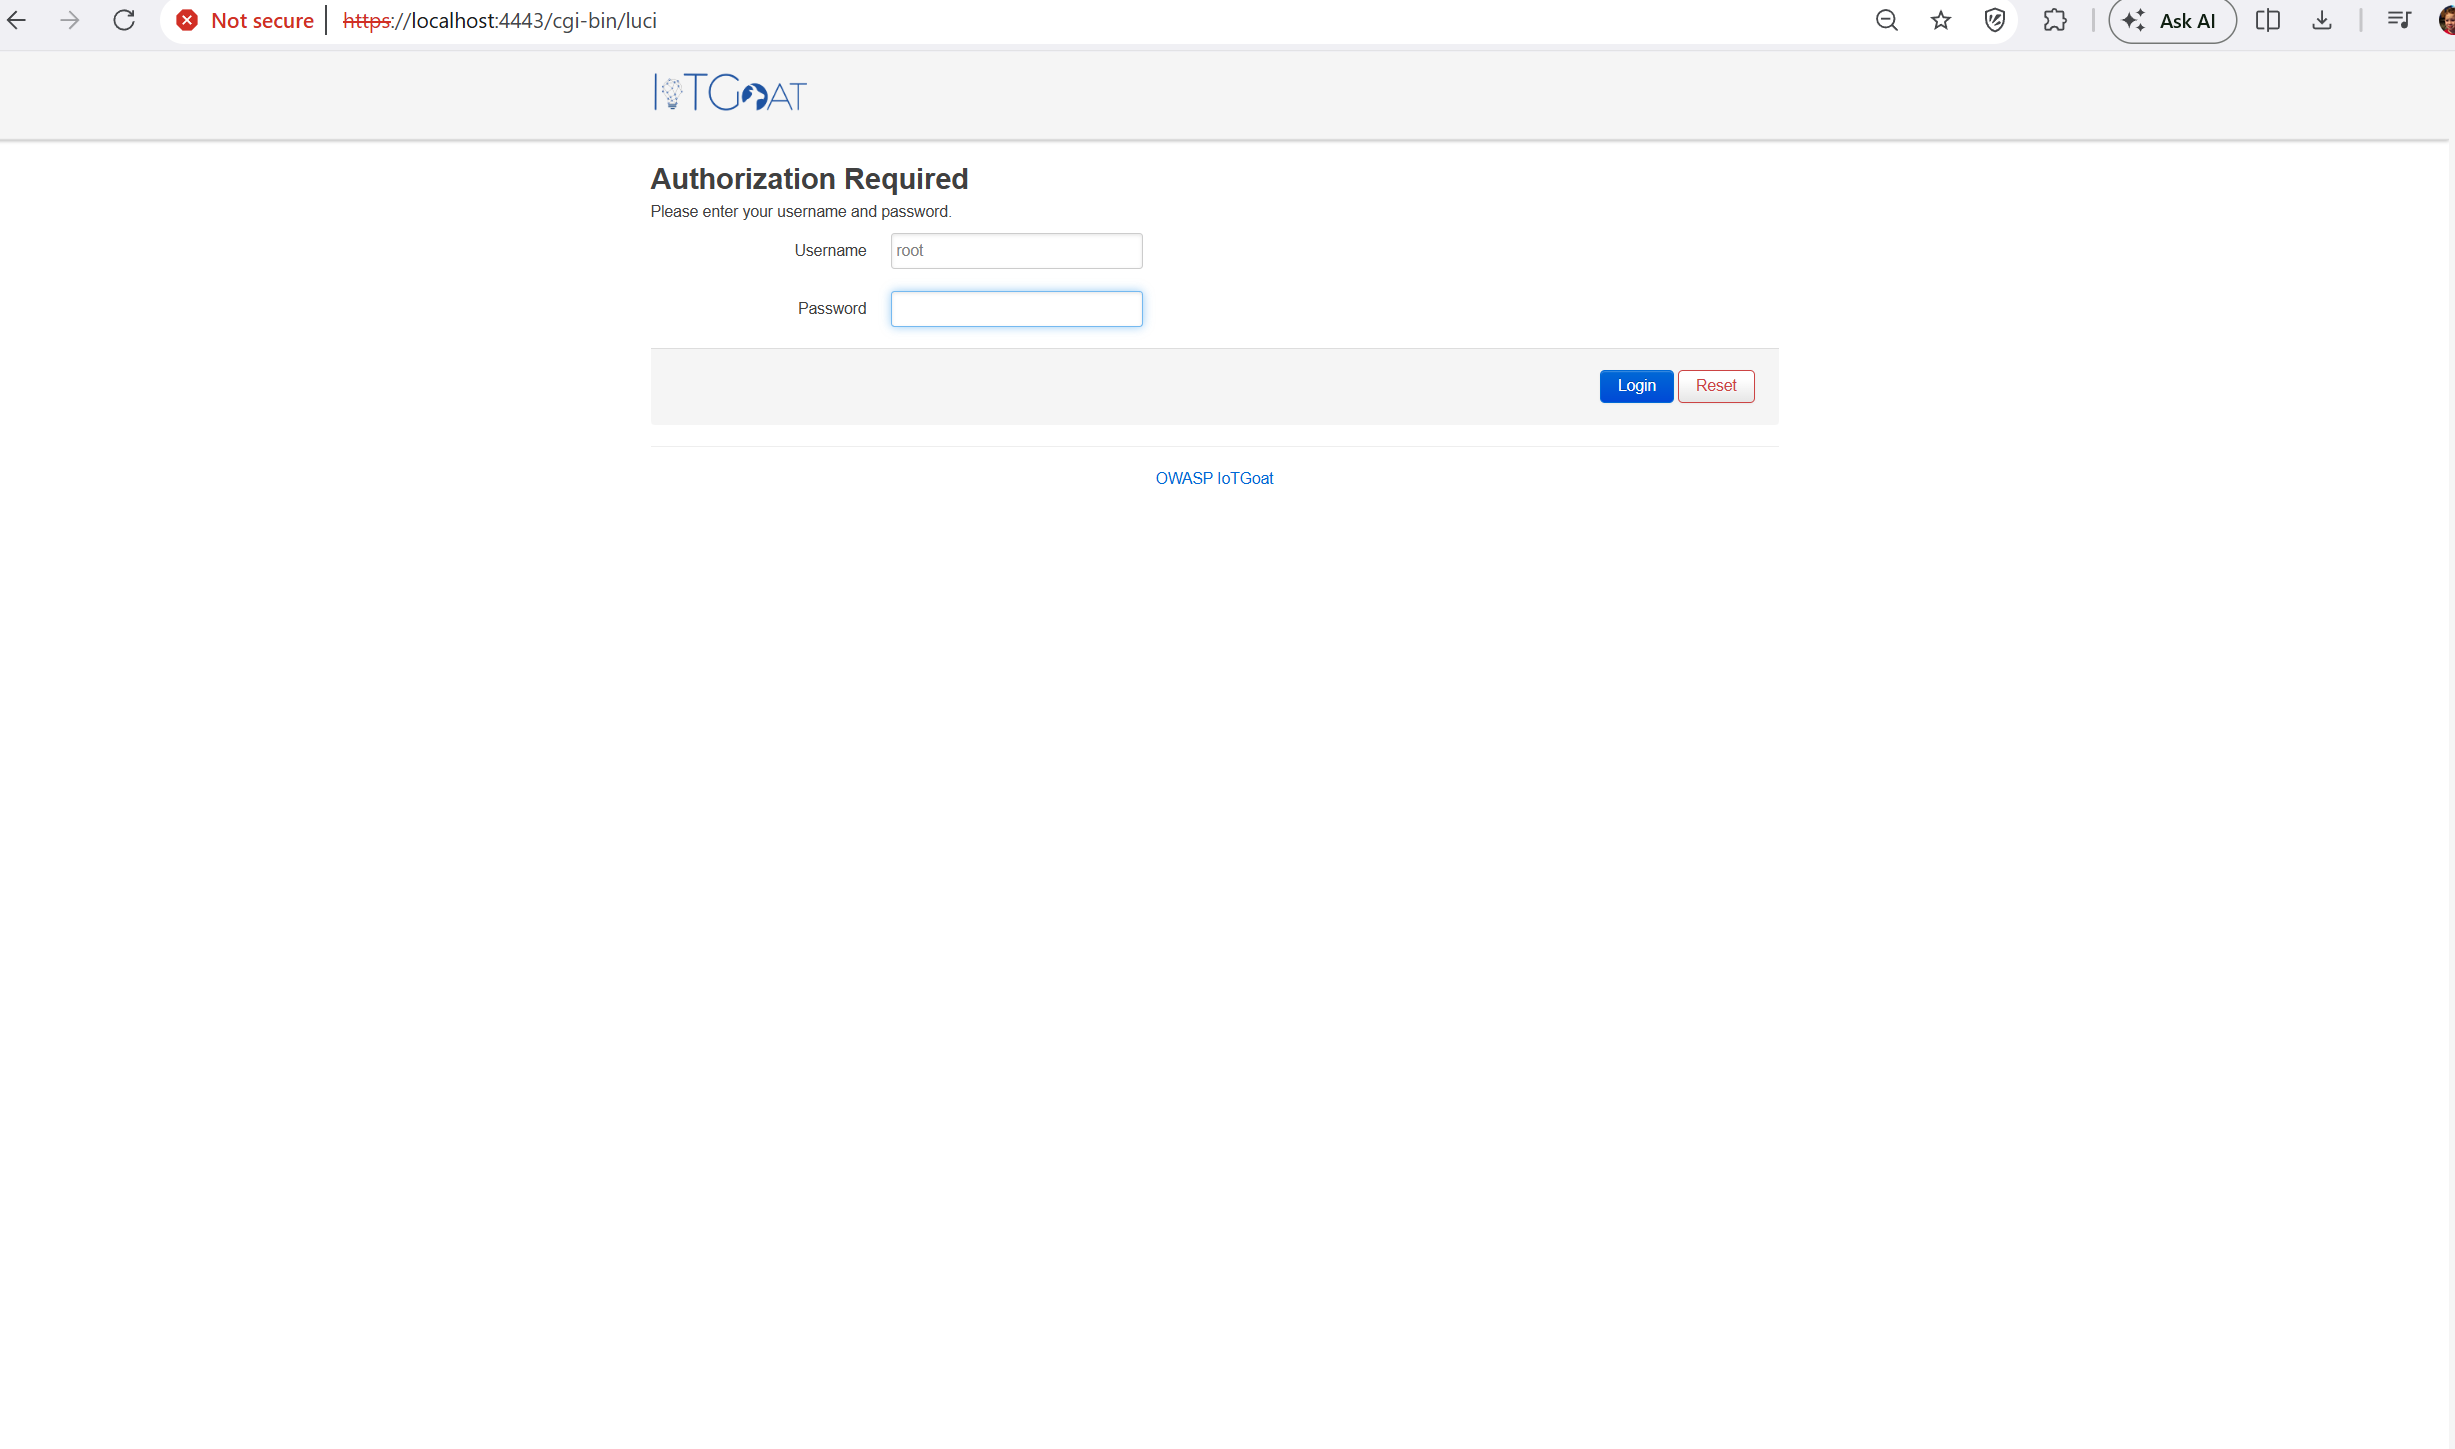 Not secure https://localhost:4443/cgi-bin/luci Ask AI
IoTGoat
Authorization Required
Please enter your username and password.
Username root
Password
Login Reset
OWASP IoTGoat